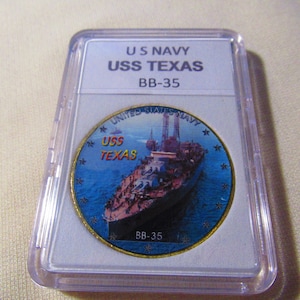 U S NAVY
USS TEXAS
BB-35
UNITED STATES NAVY
USS
TEXAS
BB-35